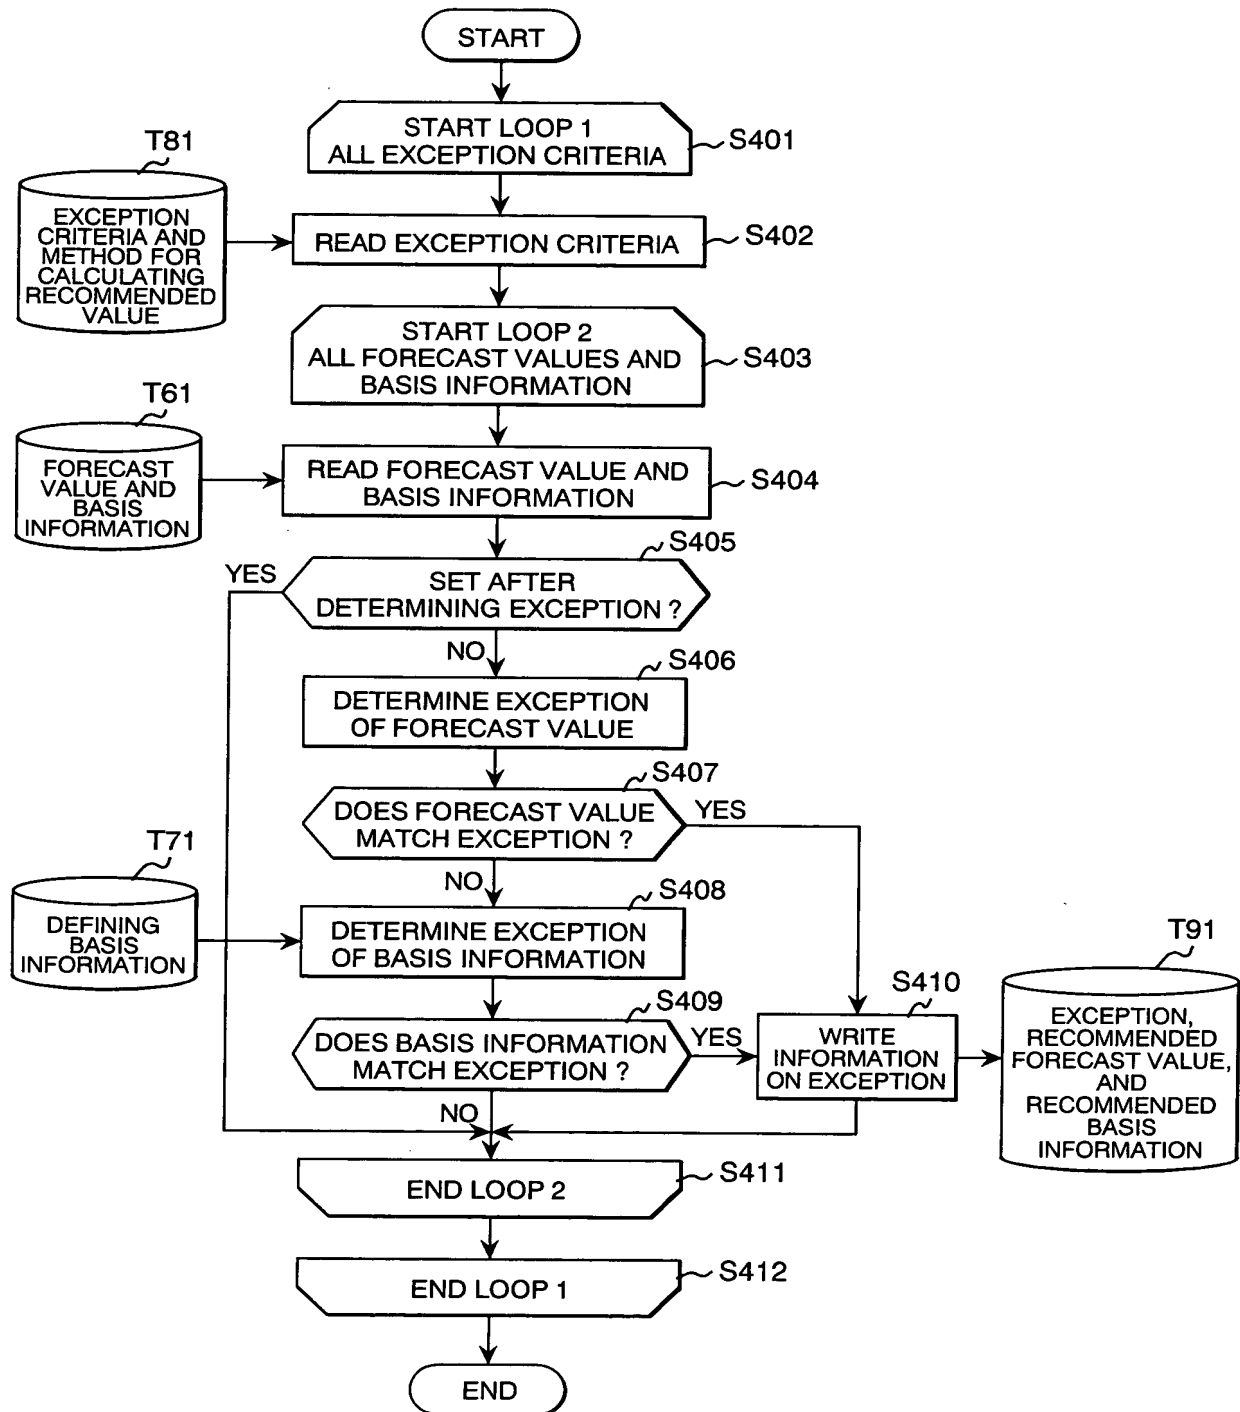 START
START LOOP 1
ALL EXCEPTION CRITERIA
S401
T81
EXCEPTION
CRITERIA AND
METHOD FOR
CALCULATING
RECOMMENDED
VALUE
READ EXCEPTION CRITERIA
S402
START LOOP 2
ALL FORECAST VALUES AND
BASIS INFORMATION
S403
T61
FORECAST
VALUE AND
BASIS
INFORMATION
READ FORECAST VALUE AND
BASIS INFORMATION
S404
S405
YES
SET AFTER
DETERMINING EXCEPTION ?
NO
S406
DETERMINE EXCEPTION
OF FORECAST VALUE
S407
DOES FORECAST VALUE
MATCH EXCEPTION ?
YES
NO
T71
DEFINING
BASIS
INFORMATION
S408
DETERMINE EXCEPTION
OF BASIS INFORMATION
S409
DOES BASIS INFORMATION
MATCH EXCEPTION ?
YES
NO
S410
WRITE
INFORMATION
ON EXCEPTION
T91
EXCEPTION,
RECOMMENDED
FORECAST VALUE,
AND
RECOMMENDED
BASIS
INFORMATION
END LOOP 2
S411
END LOOP 1
S412
END